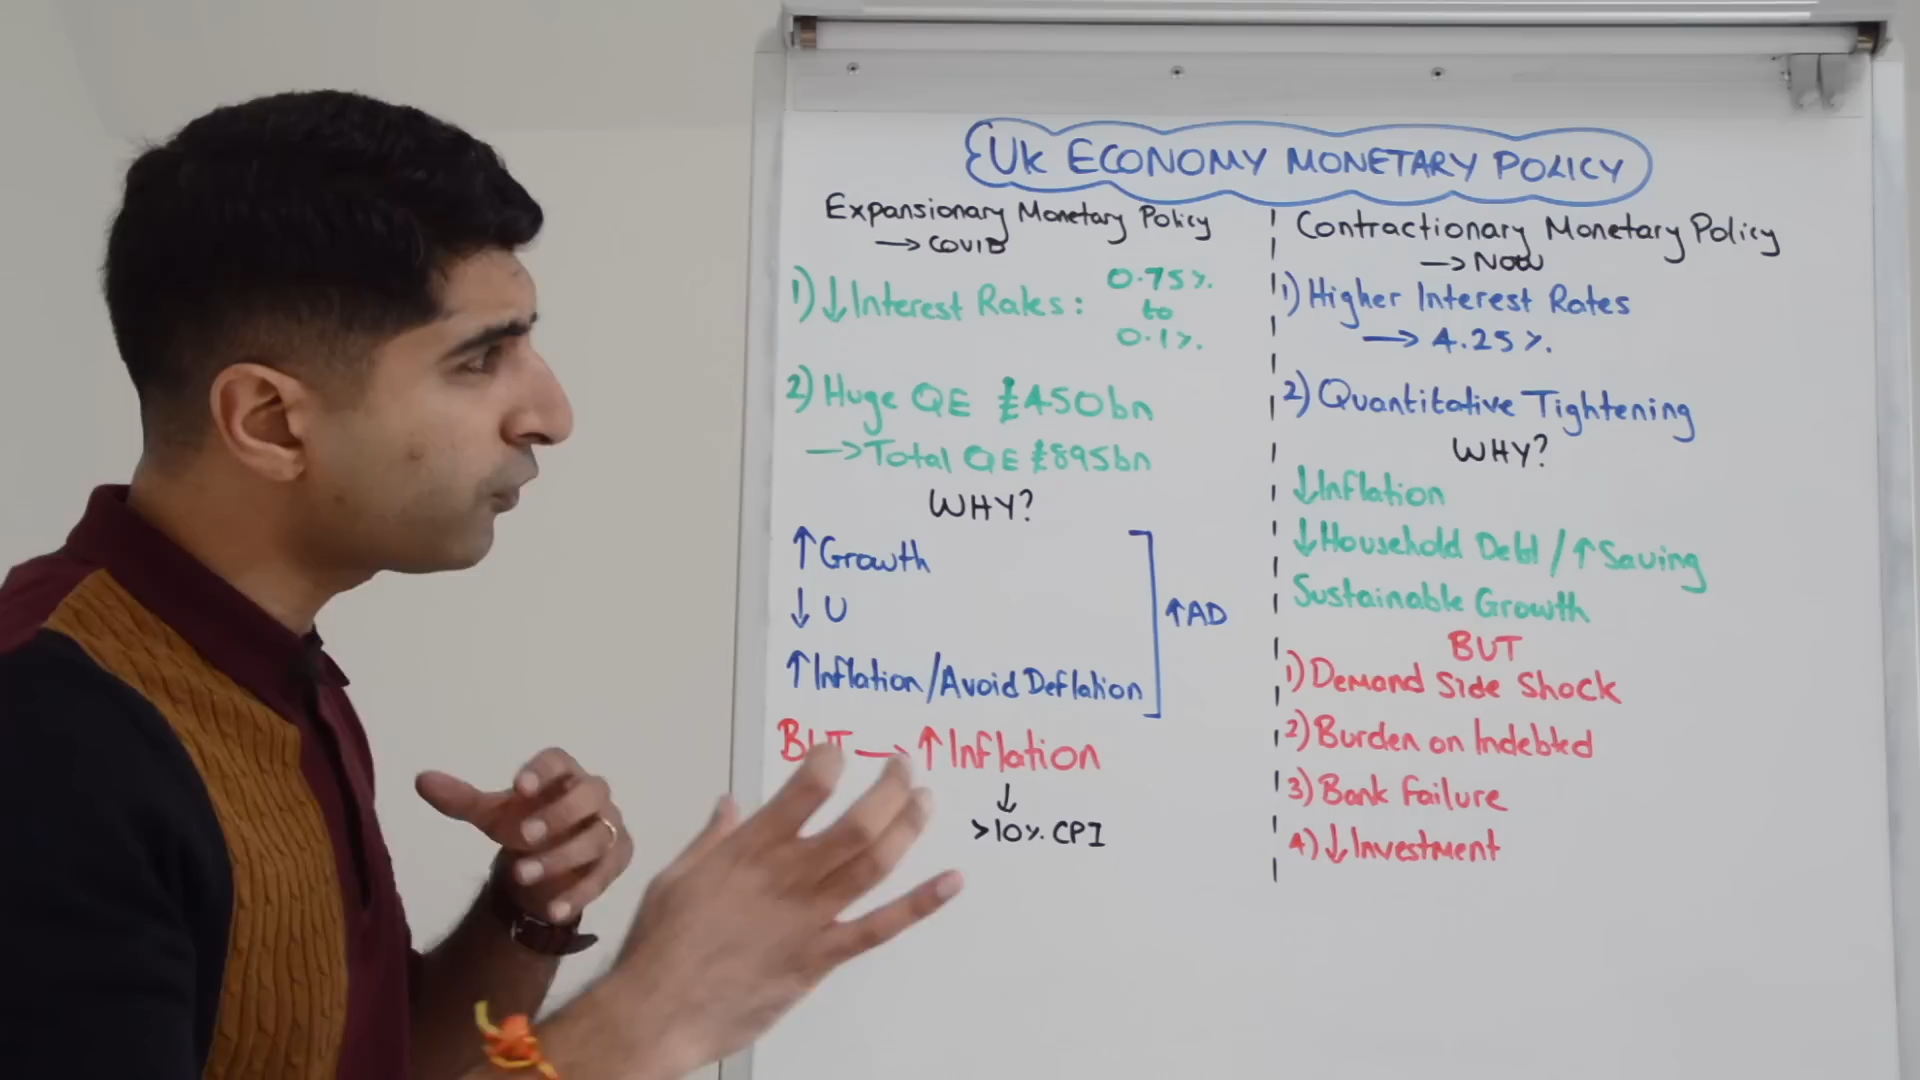 UK ECONOMY MONETARY POLICY
Expansionary Monetary Policy
→ COVID
1) ↓ Interest Rates: 0.75%
to
0.1%
2) Huge QE £450bn
→ Total QE £895bn
WHY?
↑ Growth
↓ U
↑ Inflation/Avoid Deflation
↑ AD
BUT → ↑ Inflation
↓
>10% CPI
Contractionary Monetary Policy
→ Now
1) Higher Interest Rates
→ 4.25%
2) Quantitative Tightening
WHY?
↓ Inflation
↓ Household Debt / ↑ Saving
Sustainable Growth
BUT
1) Demand Side Shock
2) Burden on Indebted
3) Bank Failure
4) ↓ Investment